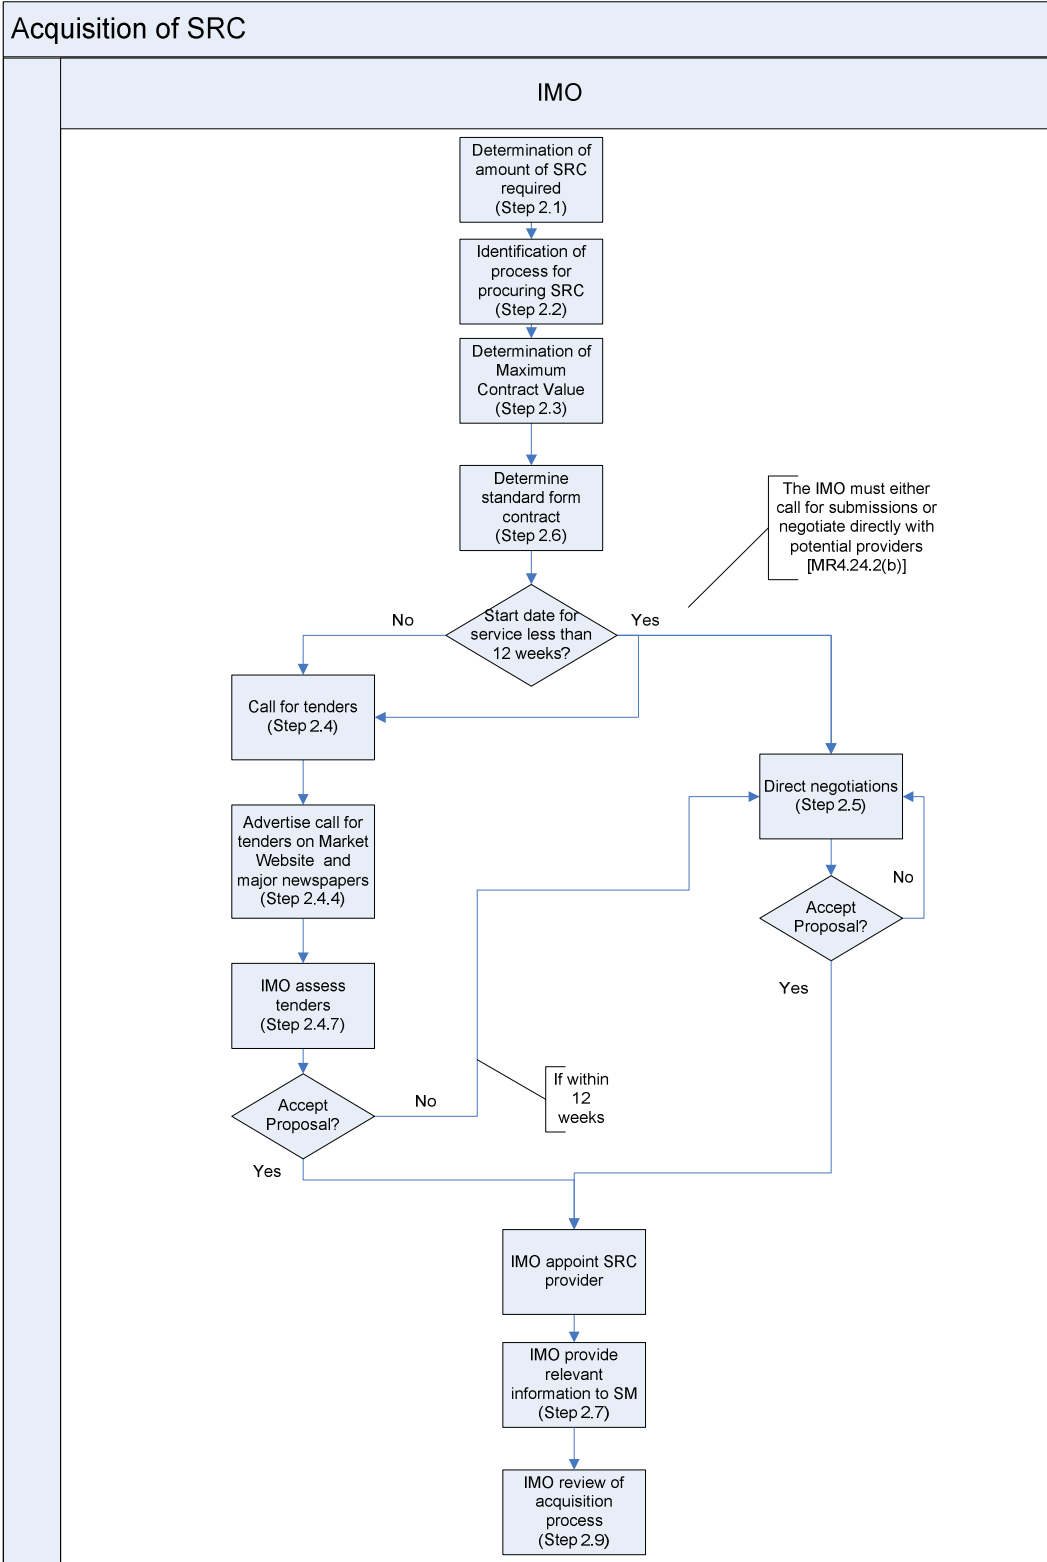 Acquisition of SRC
IMO
Determination of
amount of SRC
required
(Step 2.1)
Identification of
process for
procuring SRC
(Step 2.2)
Determination of
Maximum
Contract Value
(Step 2.3)
Determine
standard form
contract
(Step 2.6)
The IMO must either
call for submissions or
negotiate directly with
potential providers
[MR4.24.2(b)]
Start date for
service less than
12 weeks?
No
Yes
Call for tenders
(Step 2.4)
Direct negotiations
(Step 2.5)
Advertise call for
tenders on Market
Website and
major newspapers
(Step 2.4.4)
No
Accept
Proposal?
Yes
IMO assess
tenders
(Step 2.4.7)
If within
12
weeks
Accept
Proposal?
No
Yes
IMO appoint SRC
provider
IMO provide
relevant
information to SM
(Step 2.7)
IMO review of
acquisition
process
(Step 2.9)